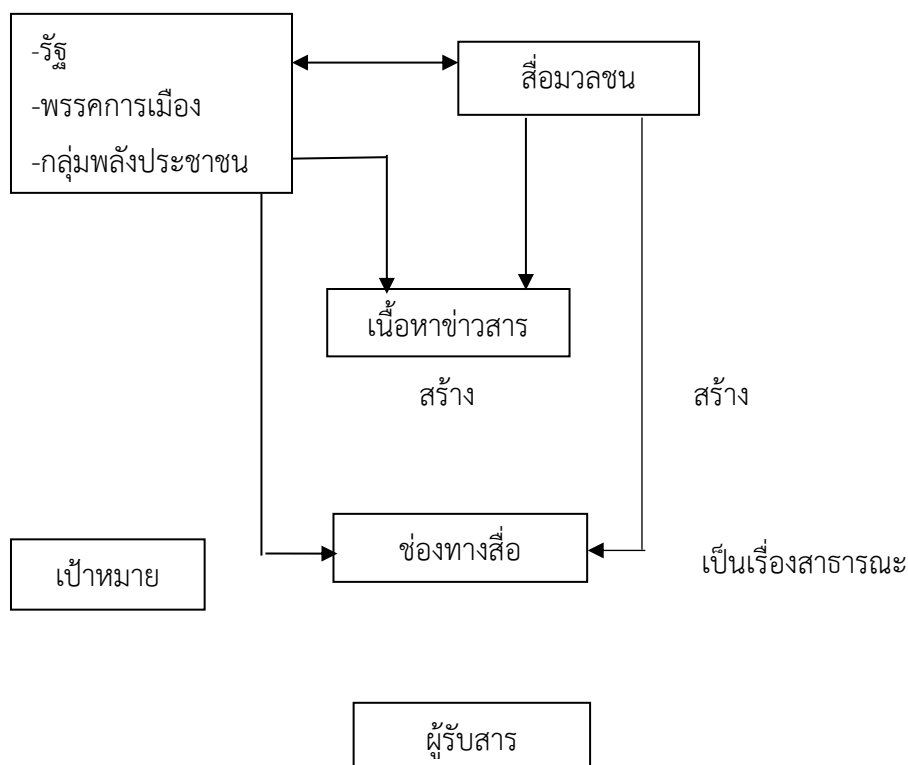 -รัฐ
-พรรคการเมือง
-กลุ่มพลังประชาชน
สื่อมวลชน
เนื้อหาข่าวสาร
สร้าง
สร้าง
ช่องทางสื่อ
เป้าหมาย
เป็นเรื่องสาธารณะ
ผู้รับสาร